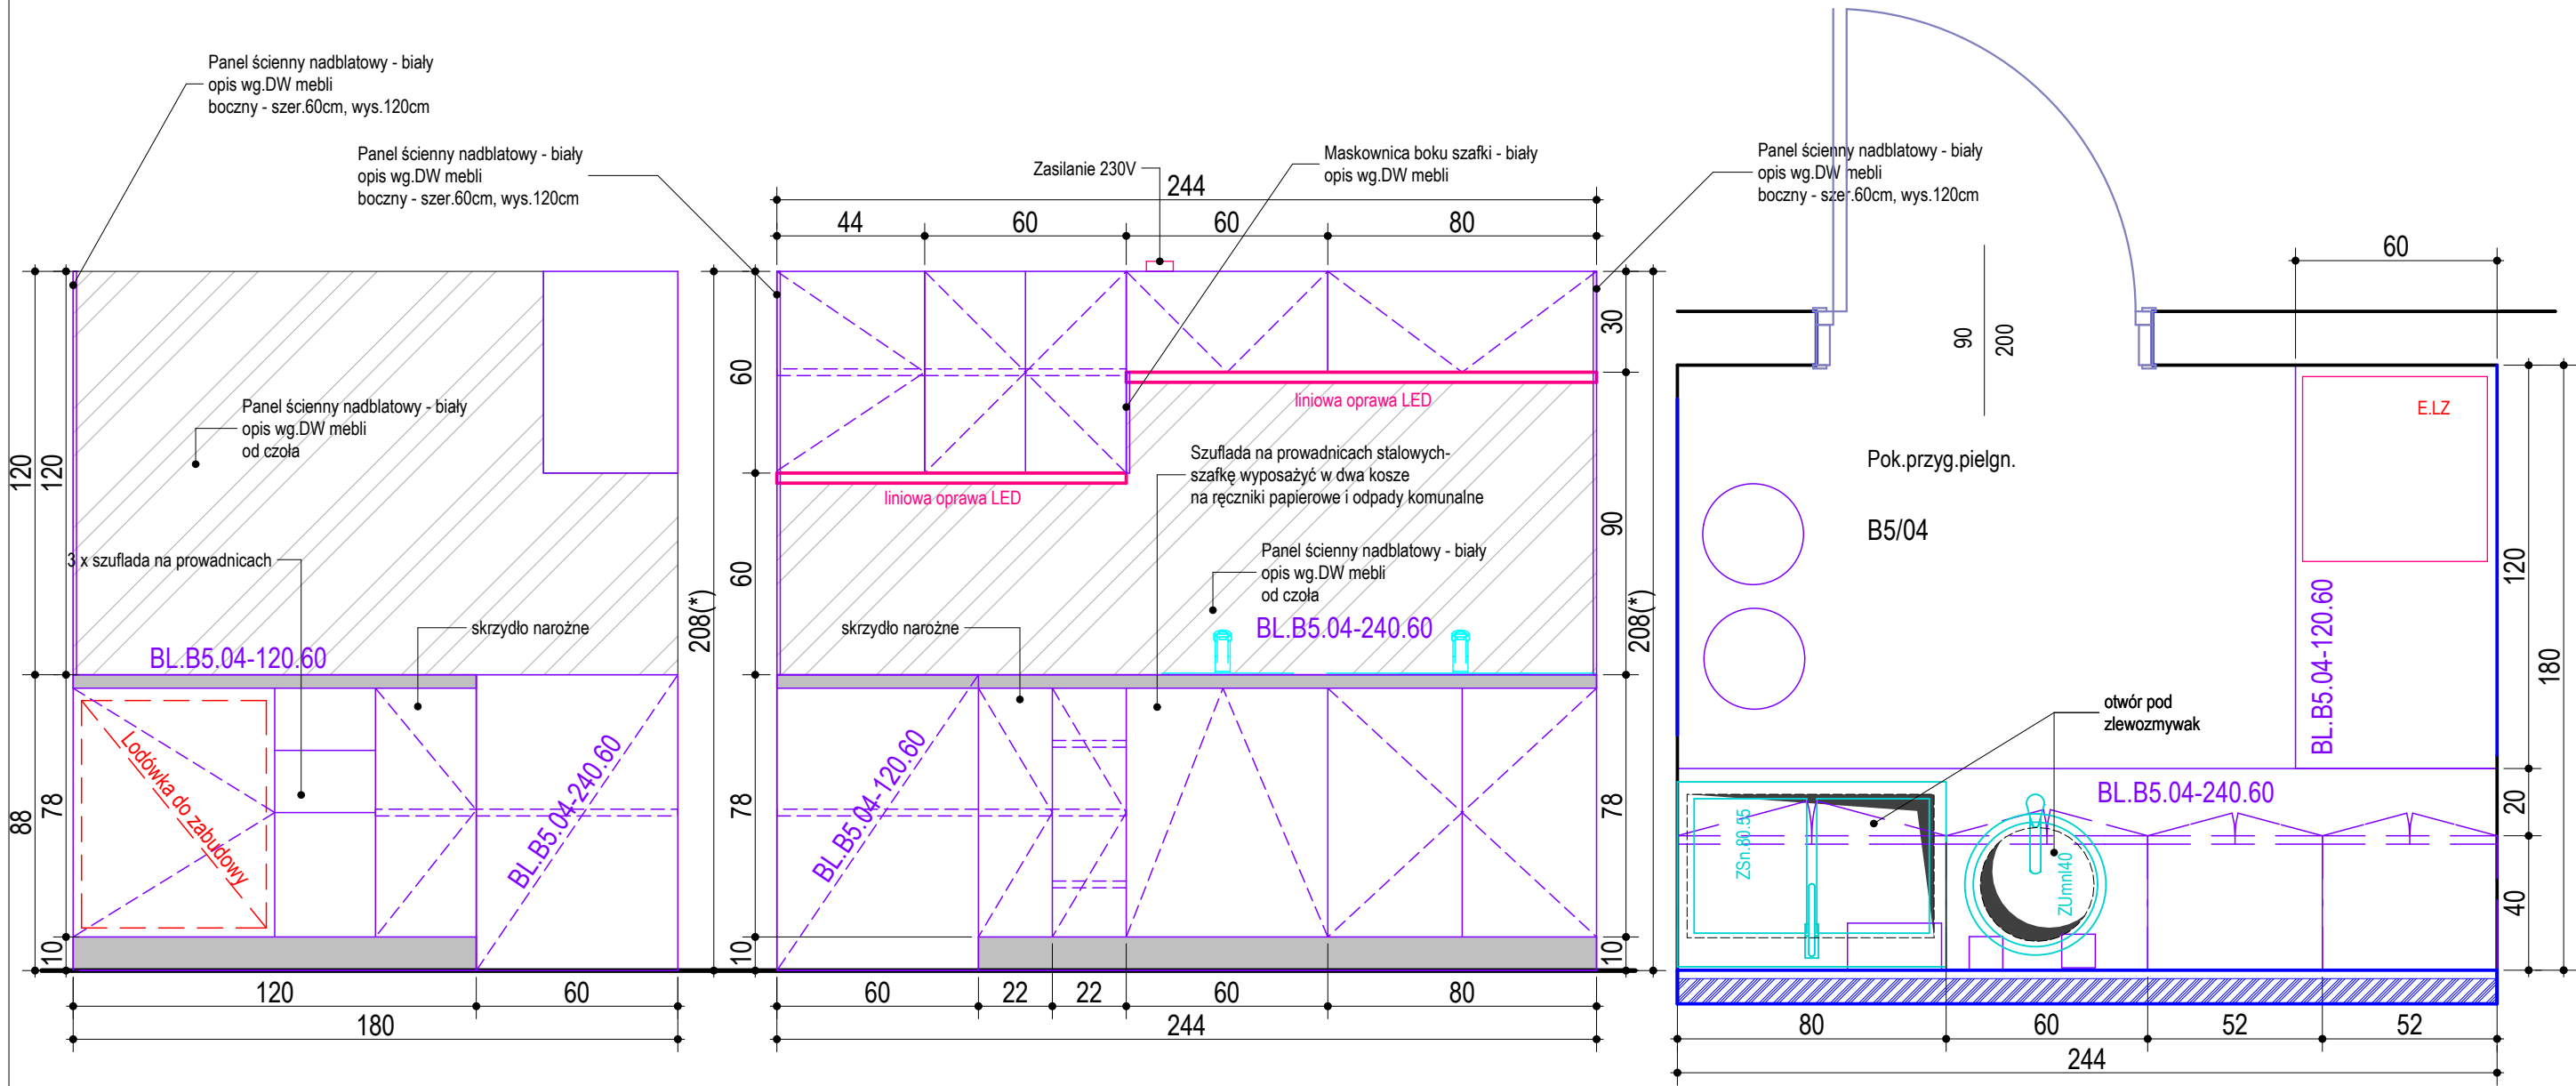 Panel ścienny nadblatowy - biały
opis wg.DW mebli
boczny - szer.60cm, wys.120cm
Panel ścienny nadblatowy - biały
opis wg.DW mebli
boczny - szer.60cm, wys.120cm
Panel ścienny nadblatowy - biały
opis wg.DW mebli
od czoła
3 x szuflada na prowadnicach
skrzydło narożne
BL.B5.04-120.60
Lodówka do zabudowy
BL.B5.04-240.60
120
120
88
78
10
120
60
180
Zasilanie 230V
Maskownica boku szafki - biały
opis wg.DW mebli
244
44
60
60
80
208(*)
60
60
78
10
liniowa oprawa LED
liniowa oprawa LED
Szuflada na prowadnicach stalowych-
szafkę wyposażyć w dwa kosze
na ręczniki papierowe i odpady komunalne
Panel ścienny nadblatowy - biały
opis wg.DW mebli
od czoła
skrzydło narożne
BL.B5.04-240.60
BL.B5.04-120.60
30
90
208(*)
78
10
60
22
22
60
80
244
Panel ścienny nadblatowy - biały
opis wg.DW mebli
boczny - szer.60cm, wys.120cm
60
90
200
E.LZ
Pok.przyg.pielgn.
B5/04
BL.B5.04-120.60
otwór pod
zlewozmywak
BL.B5.04-240.60
ZSn.80.55
ZUmnl40
120
180
20
40
80
60
52
52
244